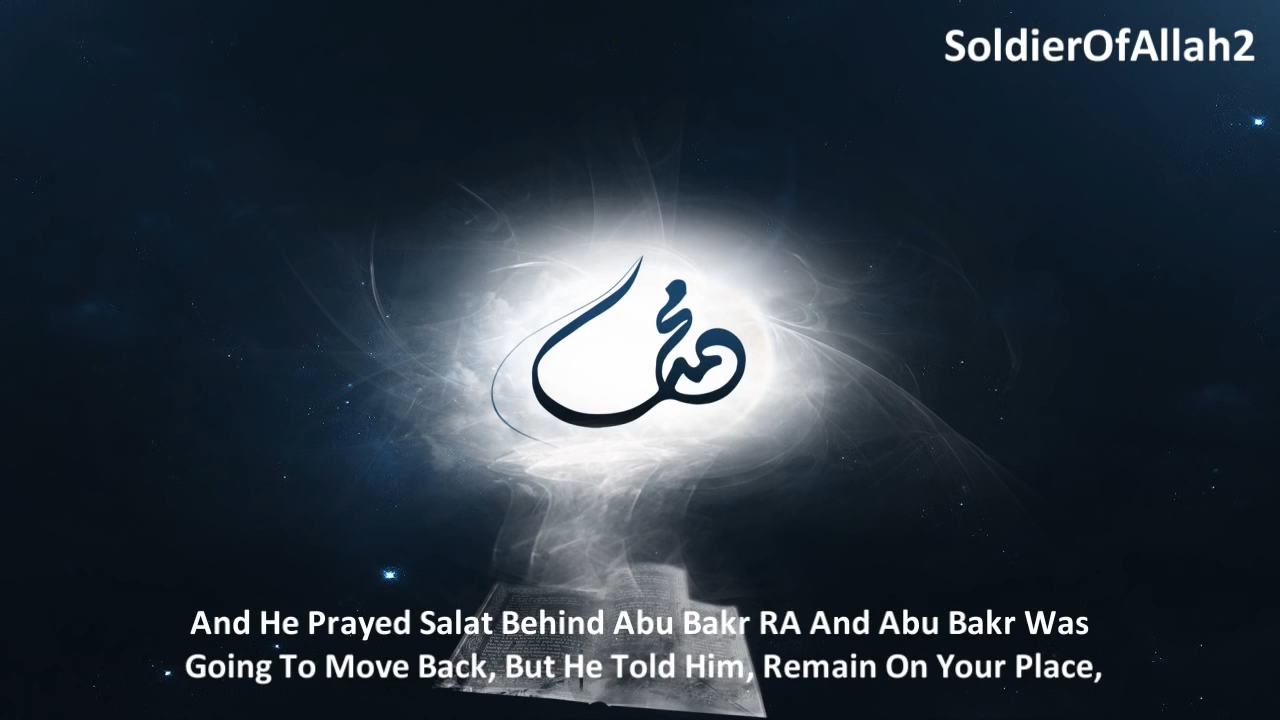 SoldierOfAllah2
محمد
And He Prayed Salat Behind Abu Bakr RA And Abu Bakr Was
Going To Move Back, But He Told Him, Remain On Your Place,